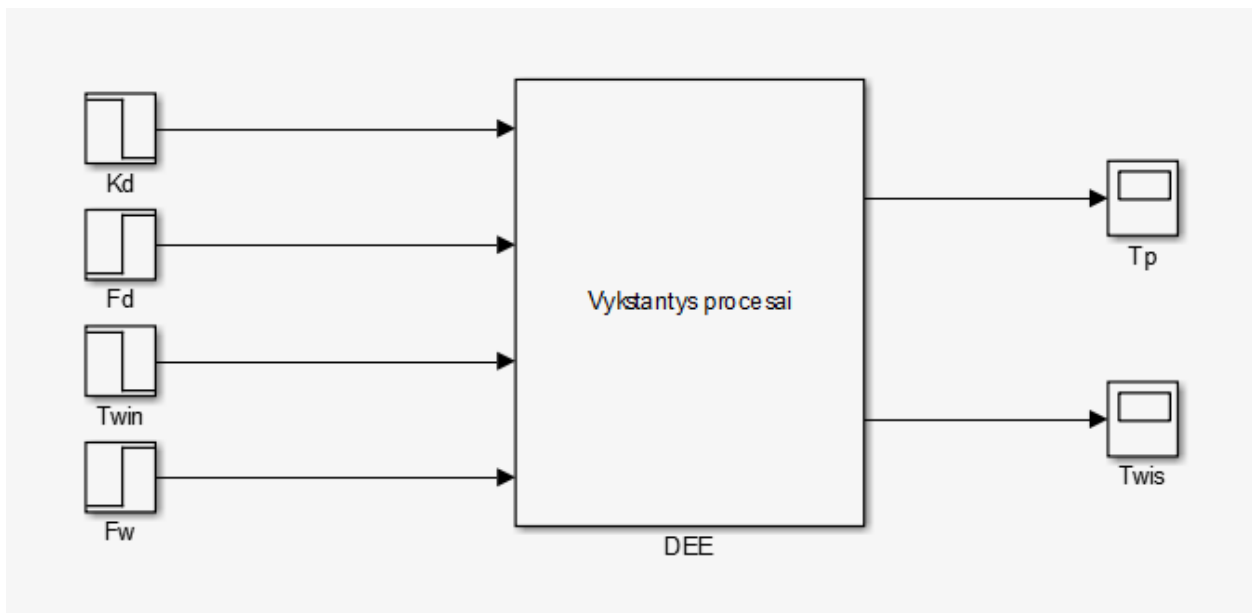 Kd
Fd
Twin
Fw
Vykstantys procesai
DEE
Tp
Twis